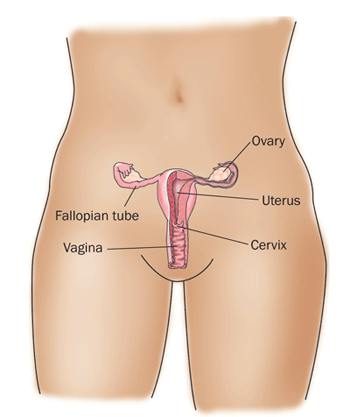 Ovary
Uterus
Fallopian tube
Vagina
Cervix